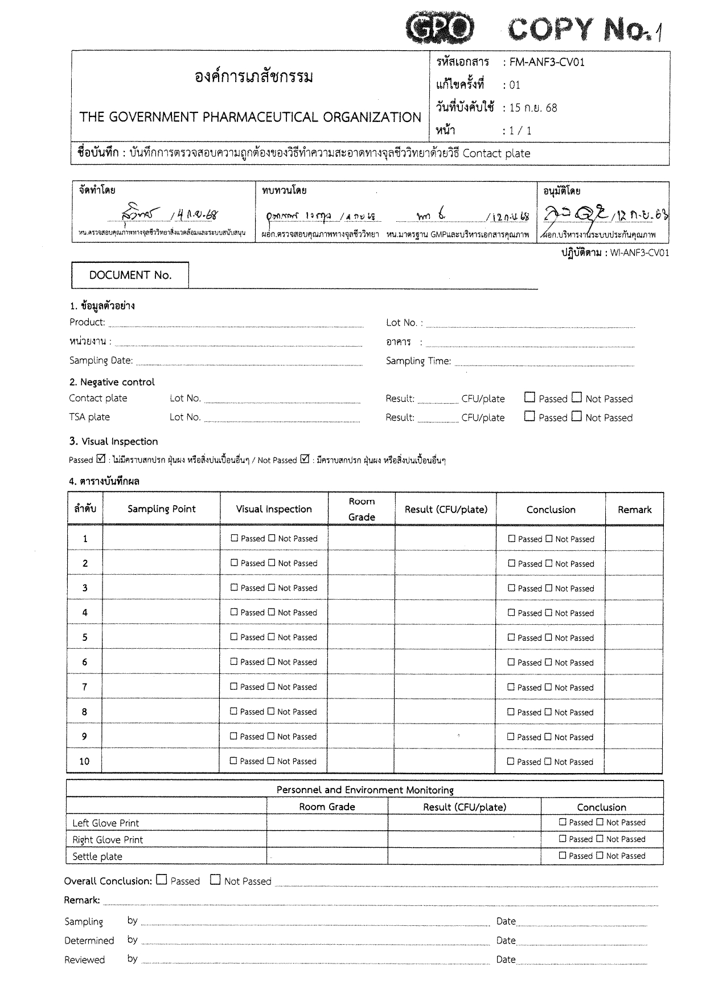 GPO COPY No. 1
องค์การเภสัชกรรม
THE GOVERNMENT PHARMACEUTICAL ORGANIZATION
รหัสเอกสาร : FM-ANF3-CV01
แก้ไขครั้งที่ : 01
วันที่บังคับใช้ : 15 ก.ย. 68
หน้า : 1 / 1
ชื่อบันทึก : บันทึกการตรวจสอบความถูกต้องของวิธีทำความสะอาดทางจุลชีววิทยาด้วยวิธี Contact plate
จัดทำโดย ทบทวนโดย อนุมัติโดย
/ 4 ก.ย. 68 / 4 ก.ย. 68 / 12 ก.ย. 68 / 12 ก.ย. 68
หน.ตรวจสอบคุณภาพทางจุลชีววิทยาสิ่งแวดล้อมและระบบสนับสนุน ผอก.ตรวจสอบคุณภาพทางจุลชีววิทยา หน.มาตรฐาน GMPและบริหารเอกสารคุณภาพ ผอก.บริหารงานระบบประกันคุณภาพ
ปฏิบัติตาม : WI-ANF3-CV01
DOCUMENT No.
1. ข้อมูลตัวอย่าง
Product: Lot No. :
หน่วยงาน : อาคาร :
Sampling Date: Sampling Time:
2. Negative control
Contact plate Lot No. Result: CFU/plate ☐ Passed ☐ Not Passed
TSA plate Lot No. Result: CFU/plate ☐ Passed ☐ Not Passed
3. Visual Inspection
Passed ☑ : ไม่มีคราบสกปรก ฝุ่นผง หรือสิ่งปนเปื้อนอื่นๆ / Not Passed ☑ : มีคราบสกปรก ฝุ่นผง หรือสิ่งปนเปื้อนอื่นๆ
4. ตารางบันทึกผล
ลำดับ Sampling Point Visual Inspection Room Grade Result (CFU/plate) Conclusion Remark
1 ☐ Passed ☐ Not Passed ☐ Passed ☐ Not Passed
2 ☐ Passed ☐ Not Passed ☐ Passed ☐ Not Passed
3 ☐ Passed ☐ Not Passed ☐ Passed ☐ Not Passed
4 ☐ Passed ☐ Not Passed ☐ Passed ☐ Not Passed
5 ☐ Passed ☐ Not Passed ☐ Passed ☐ Not Passed
6 ☐ Passed ☐ Not Passed ☐ Passed ☐ Not Passed
7 ☐ Passed ☐ Not Passed ☐ Passed ☐ Not Passed
8 ☐ Passed ☐ Not Passed ☐ Passed ☐ Not Passed
9 ☐ Passed ☐ Not Passed ☐ Passed ☐ Not Passed
10 ☐ Passed ☐ Not Passed ☐ Passed ☐ Not Passed
Personnel and Environment Monitoring
Room Grade Result (CFU/plate) Conclusion
Left Glove Print ☐ Passed ☐ Not Passed
Right Glove Print ☐ Passed ☐ Not Passed
Settle plate ☐ Passed ☐ Not Passed
Overall Conclusion: ☐ Passed ☐ Not Passed
Remark:
Sampling by Date
Determined by Date
Reviewed by Date